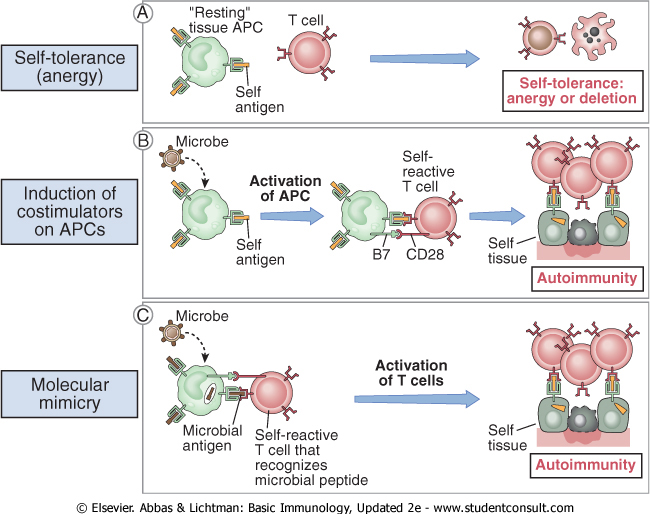 Self-tolerance
(anergy)
A
"Resting"
tissue APC
T cell
Self
antigen
Self-tolerance:
anergy or deletion
Induction of
costimulators
on APCs
B
Microbe
Activation
of APC
Self
antigen
Self-
reactive
T cell
B7
CD28
Self
tissue
Autoimmunity
Molecular
mimicry
C
Microbe
Microbial
antigen
Self-reactive
T cell that
recognizes
microbial peptide
Activation
of T cells
Self
tissue
Autoimmunity
© Elsevier. Abbas & Lichtman: Basic Immunology, Updated 2e - www.studentconsult.com